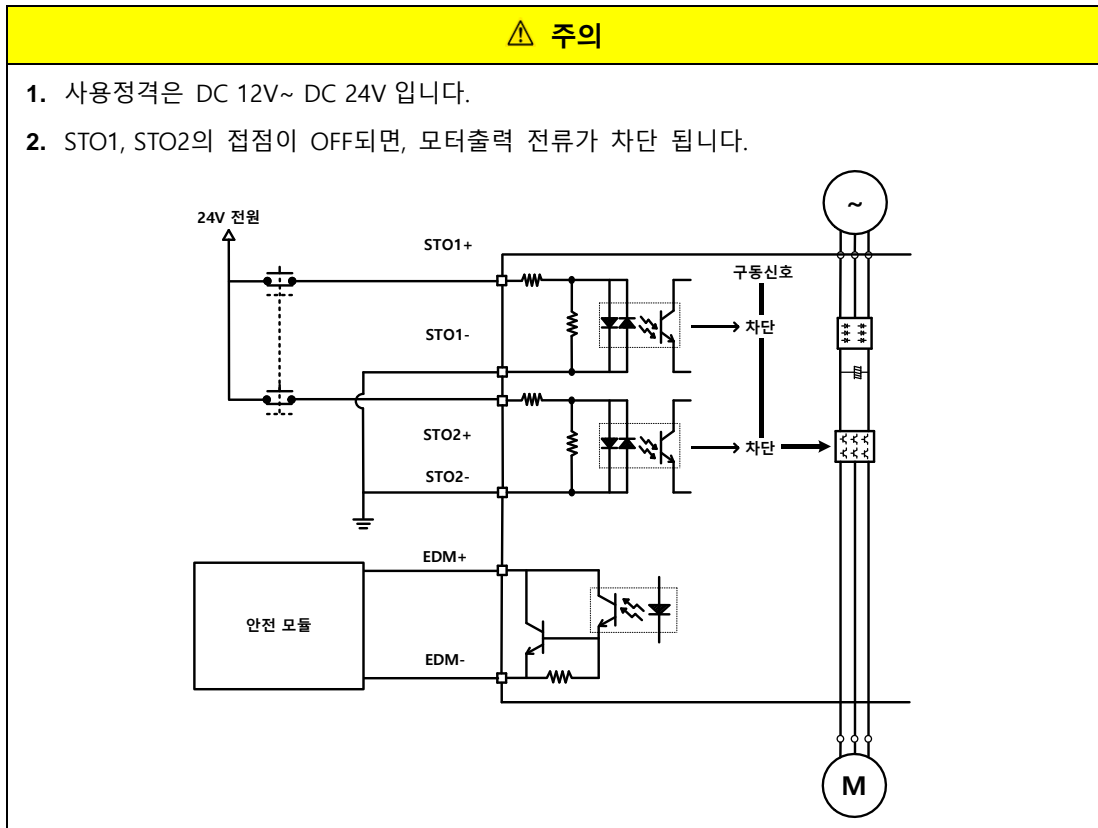 ⚠ 주의
1. 사용정격은 DC 12V~ DC 24V 입니다.
2. STO1, STO2의 접점이 OFF되면, 모터출력 전류가 차단 됩니다.
~
24V 전원
STO1+
구동신호
차단
STO1-
STO2+
차단
STO2-
EDM+
안전 모듈
EDM-
M